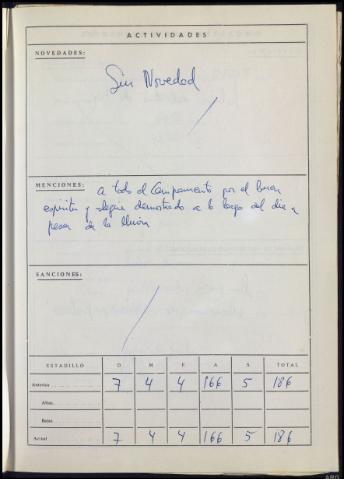 ACTIVIDADES
NOVEDADES:
Sin Novedad
MENCIONES: a todo el Campamento por el buen
espíritu y alegria demostrado a lo largo del dia a
pesar de la lluvia
SANCIONES:
ESTADILLO D M E A S TOTAL
Anterior 7 4 4 166 5 186
Altas
Bajas
Actual 7 4 4 166 5 186